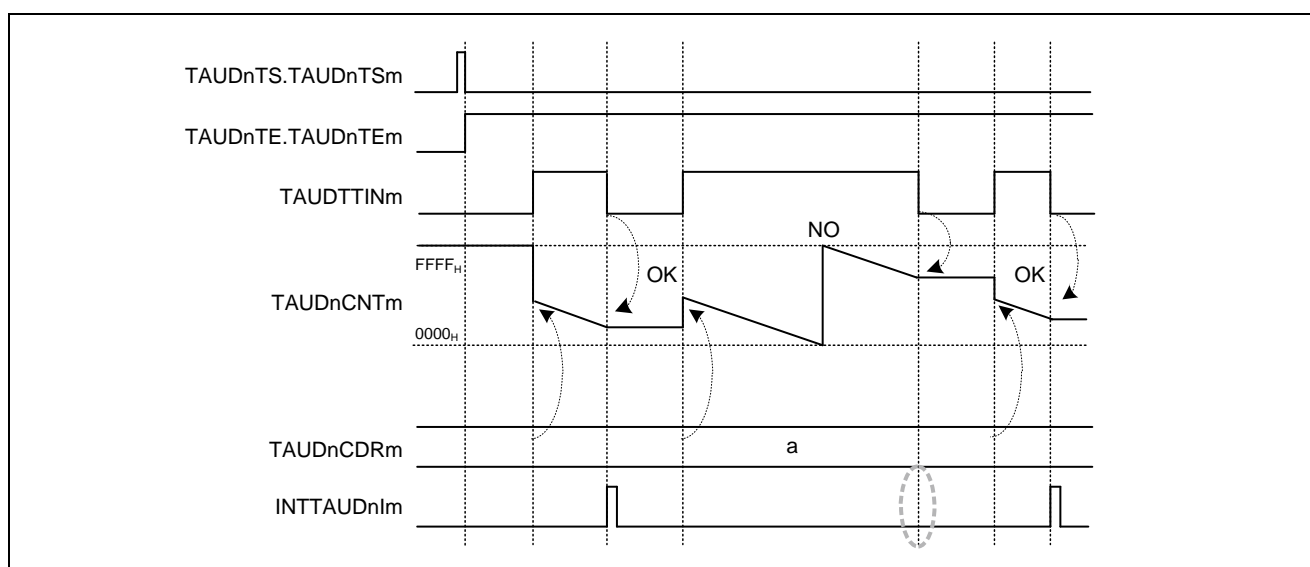 TAUDnTS.TAUDnTSm
TAUDnTE.TAUDnTEm
TAUDTTINm
NO
FFFFH
OK
OK
TAUDnCNTm
0000H
TAUDnCDRm
a
INTTAUDnIm